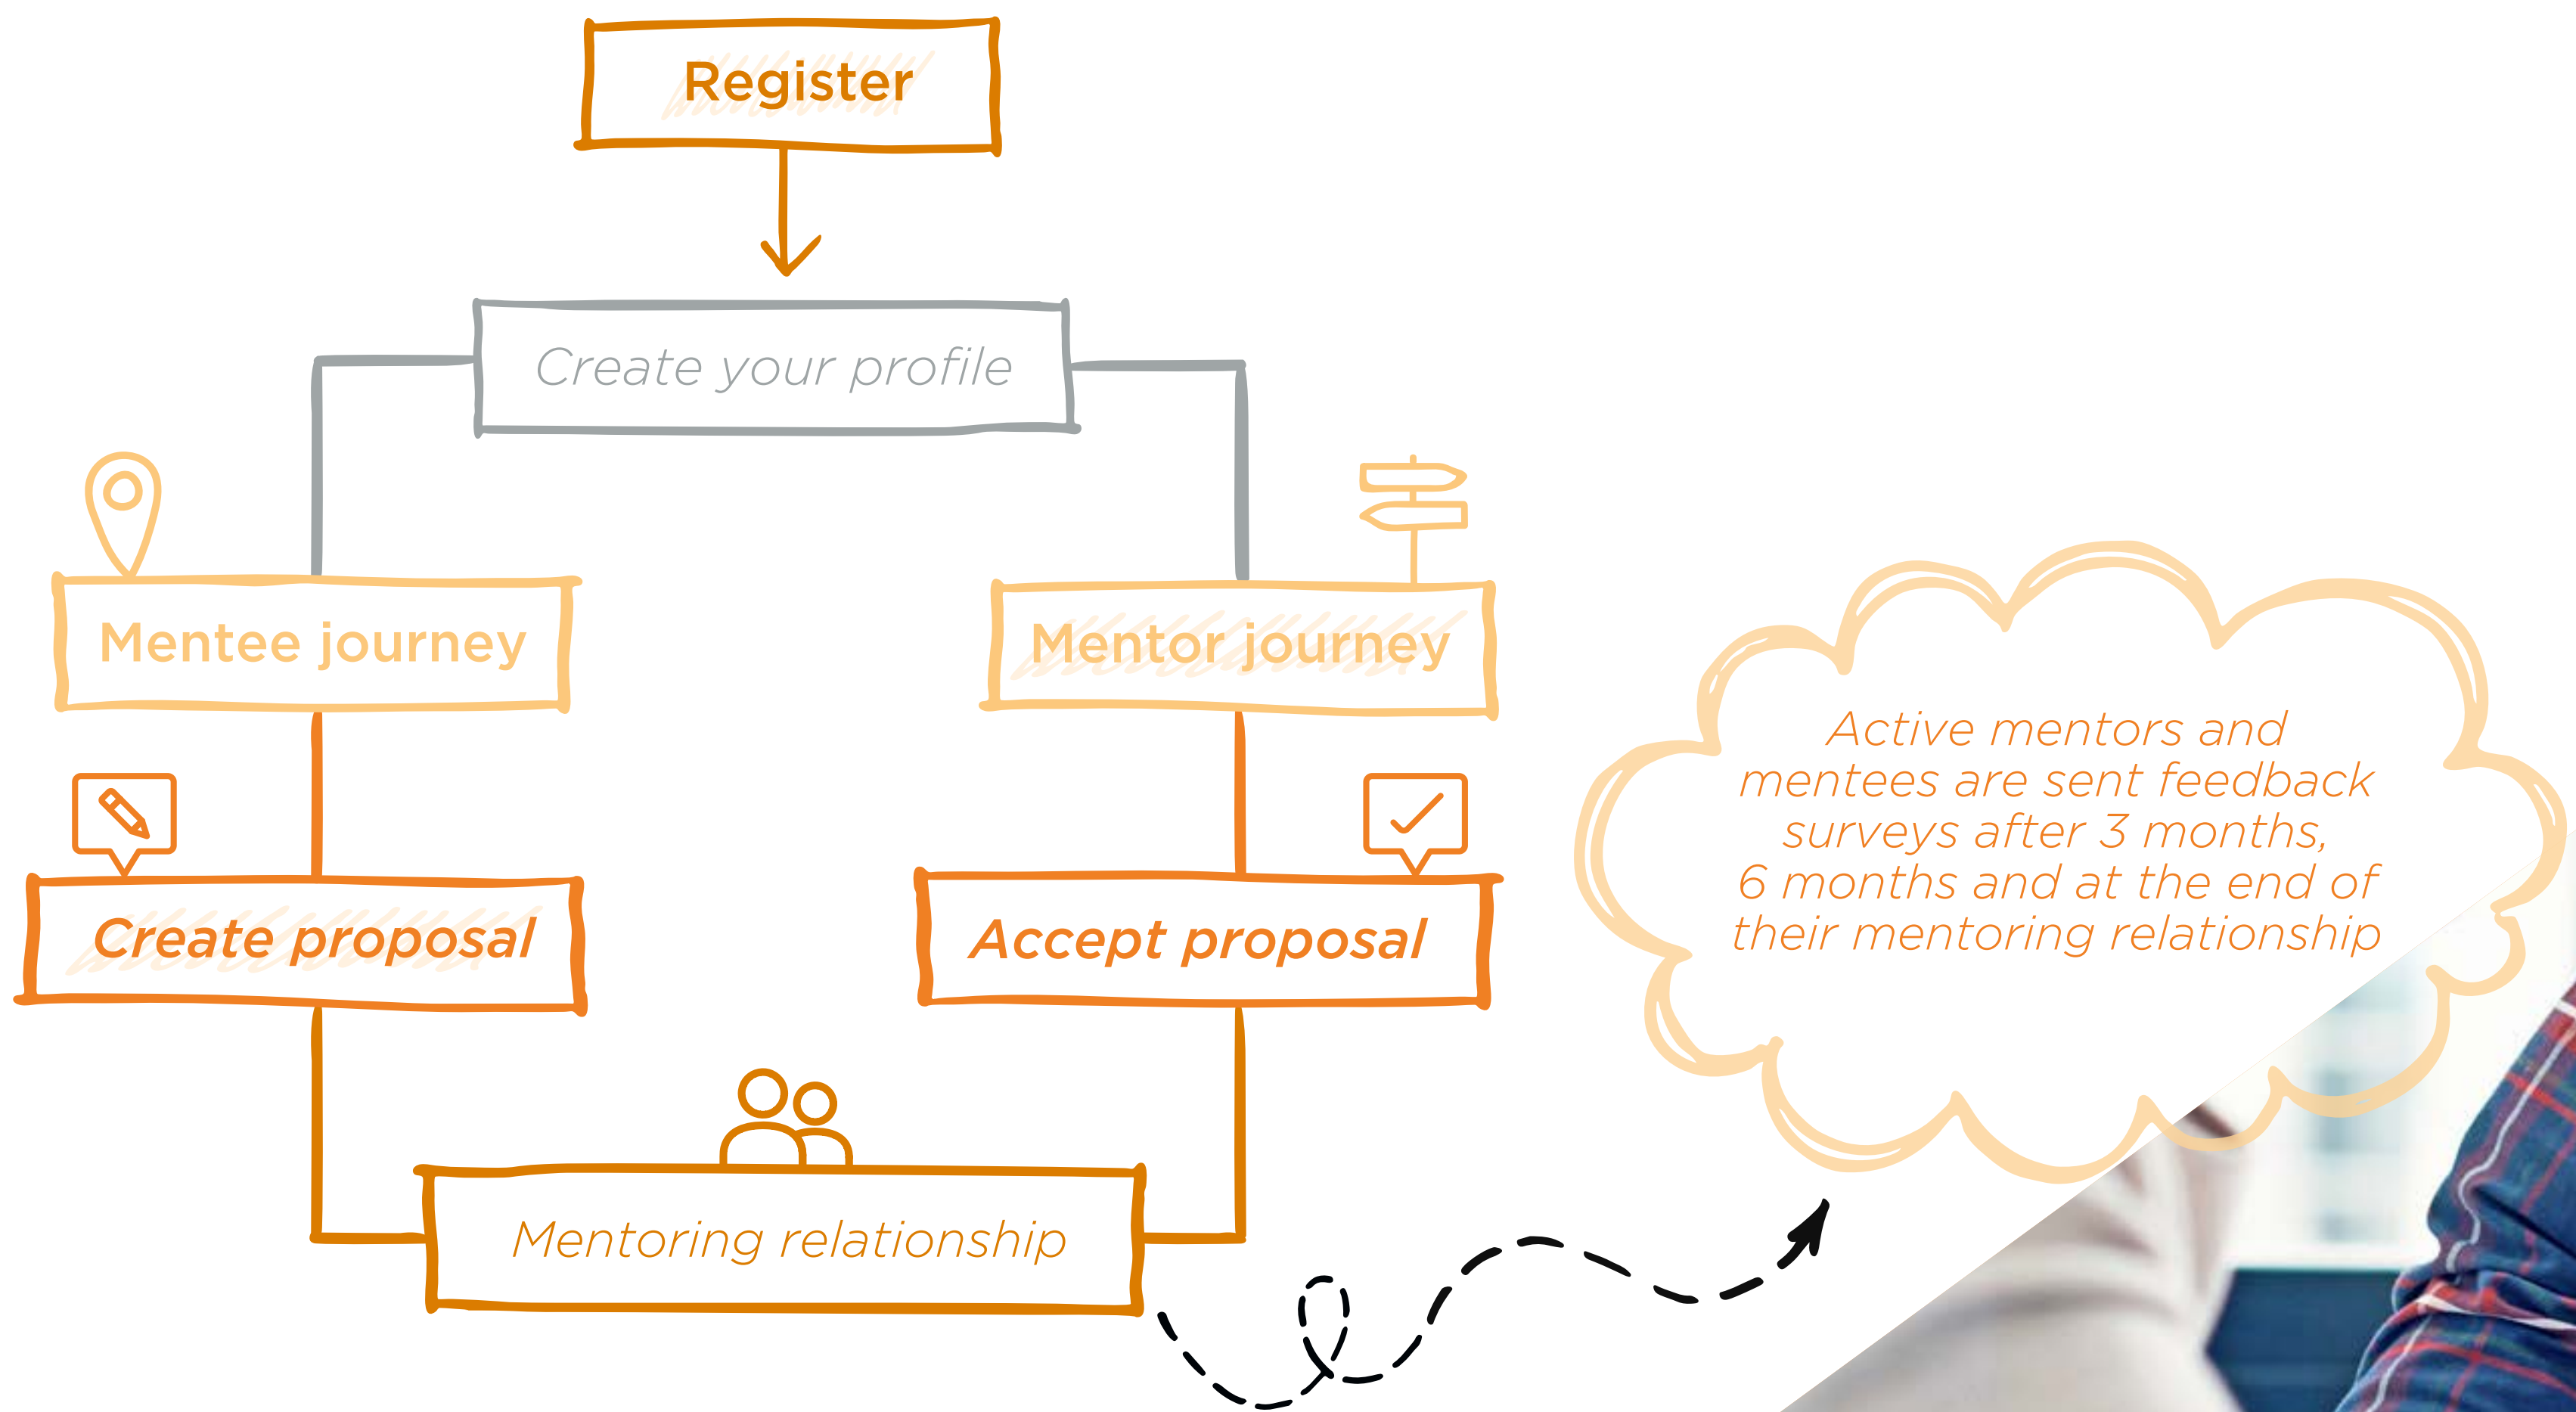 Register
Create your profile
Mentee journey
Mentor journey
Create proposal
Accept proposal
Mentoring relationship
Active mentors and
mentees are sent feedback
surveys after 3 months,
6 months and at the end of
their mentoring relationship